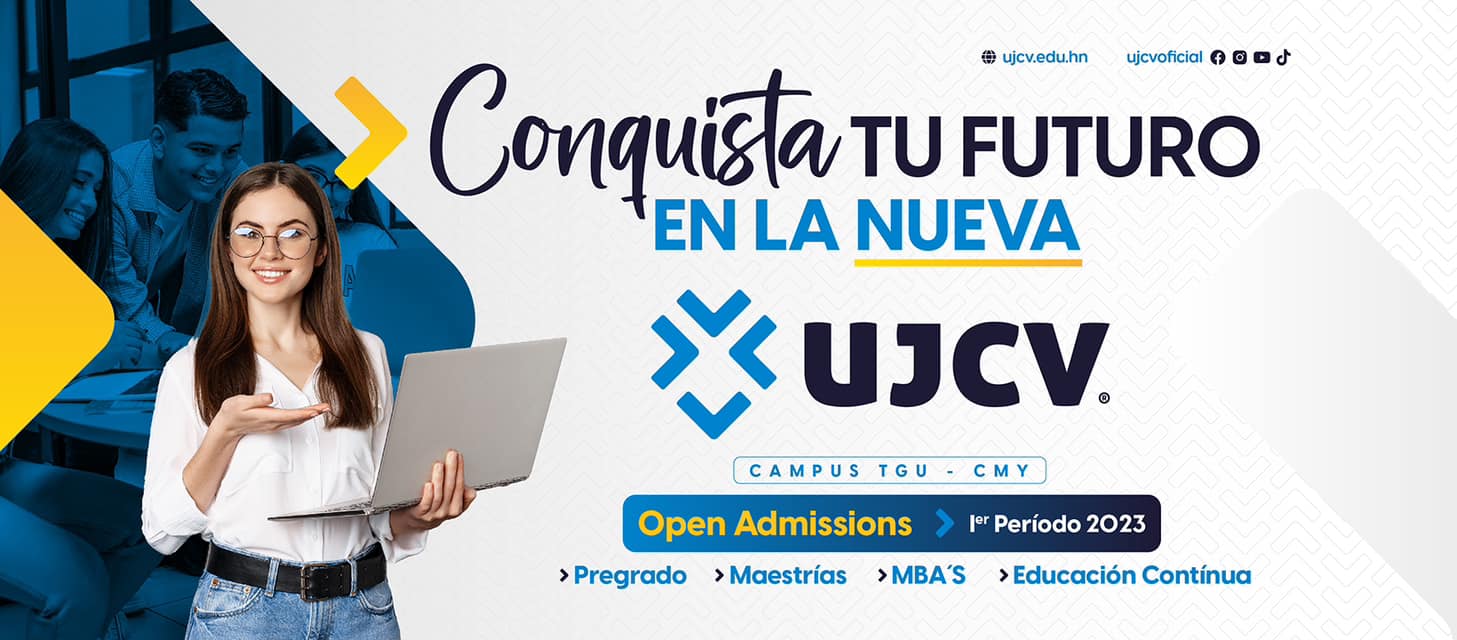 ujcv.edu.hn ujcvoficial
Conquista TU FUTURO
EN LA NUEVA
UJCV®
CAMPUS TGU - CMY
Open Admissions > 1er Período 2023
> Pregrado > Maestrías > MBA´S > Educación Contínua